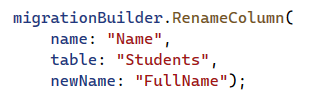 migrationBuilder.RenameColumn(
    name: "Name",
    table: "Students",
    newName: "FullName");